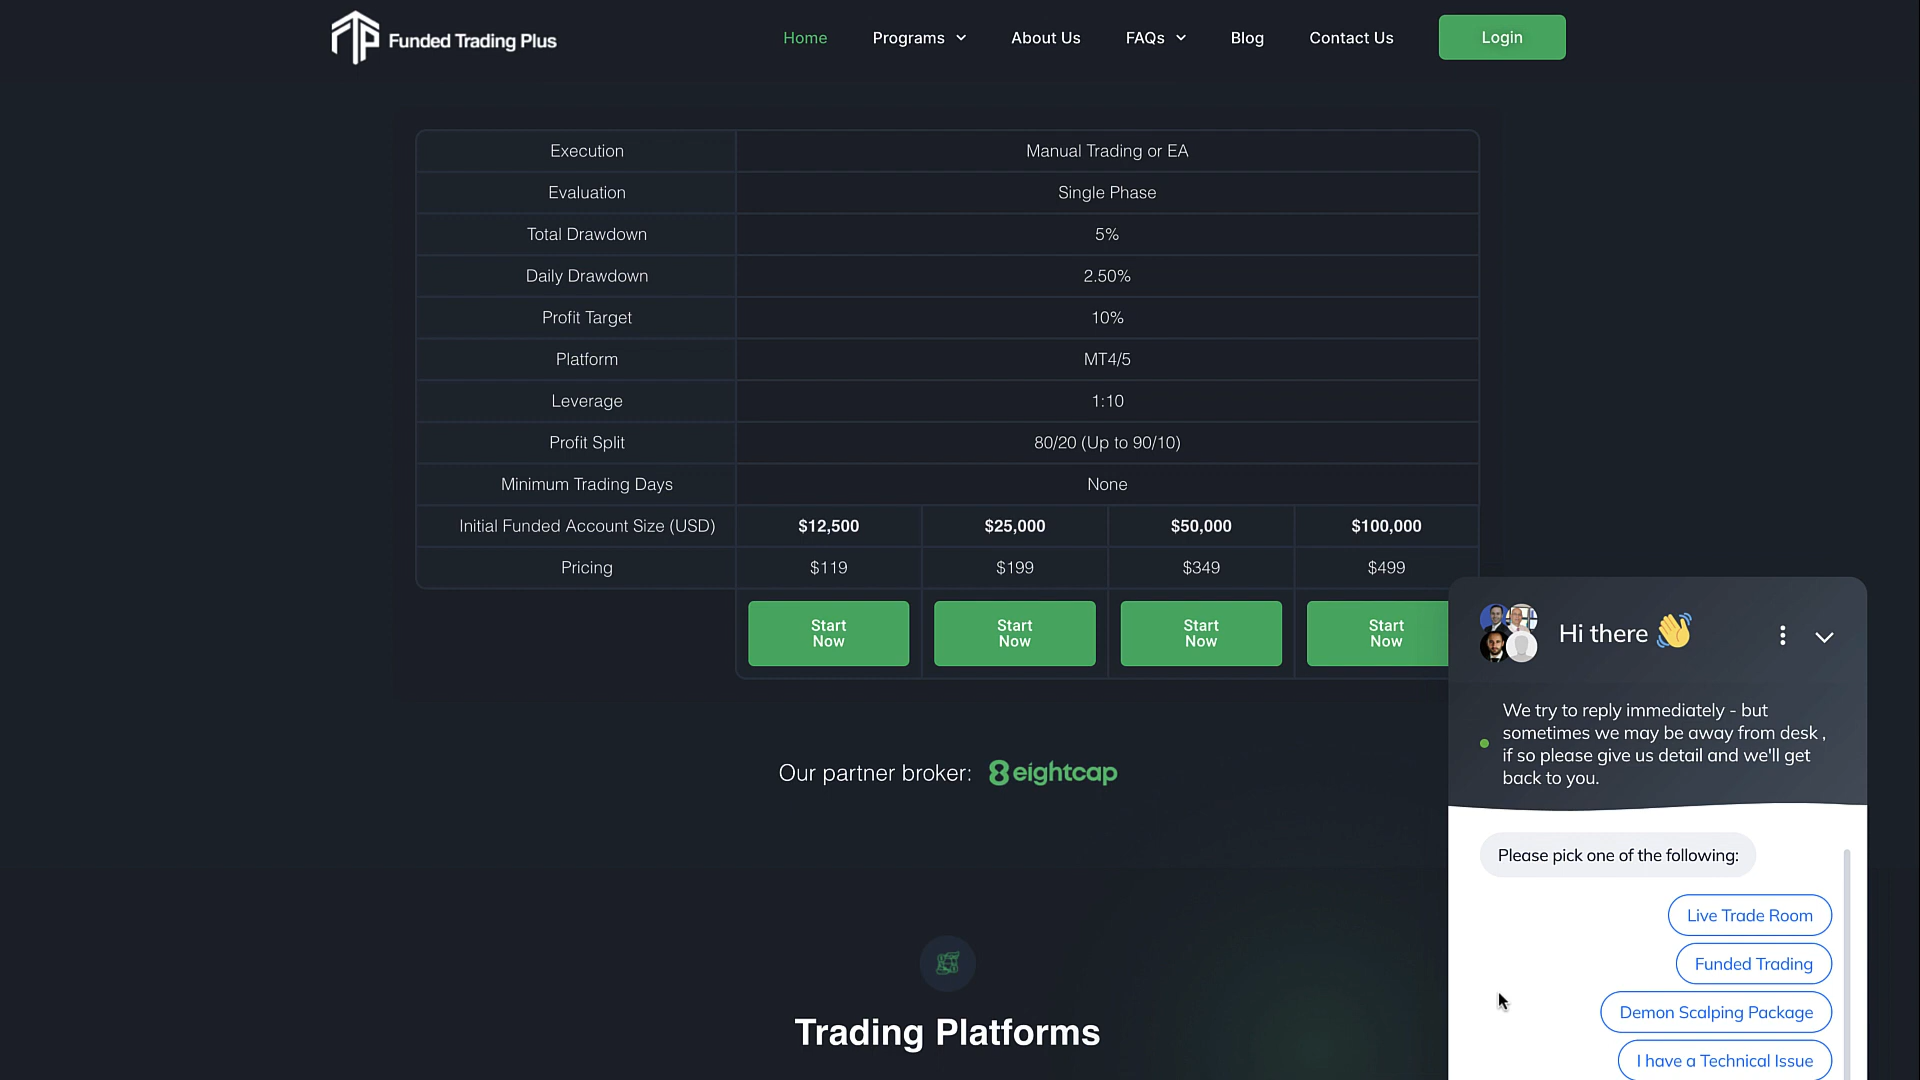 Funded Trading Plus
Home
Programs
About Us
FAQs
Blog
Contact Us
Login
Execution
Manual Trading or EA
Evaluation
Single Phase
Total Drawdown
5%
Daily Drawdown
2.50%
Profit Target
10%
Platform
MT4/5
Leverage
1:10
Profit Split
80/20 (Up to 90/10)
Minimum Trading Days
None
Initial Funded Account Size (USD)
$12,500
$25,000
$50,000
$100,000
Pricing
$119
$199
$349
$499
Start
Now
Start
Now
Start
Now
Start
Now
Our partner broker:
eightcap
Trading Platforms
Hi there 👋
We try to reply immediately - but
sometimes we may be away from desk ,
if so please give us detail and we'll get
back to you.
Please pick one of the following:
Live Trade Room
Funded Trading
Demon Scalping Package
I have a Technical Issue